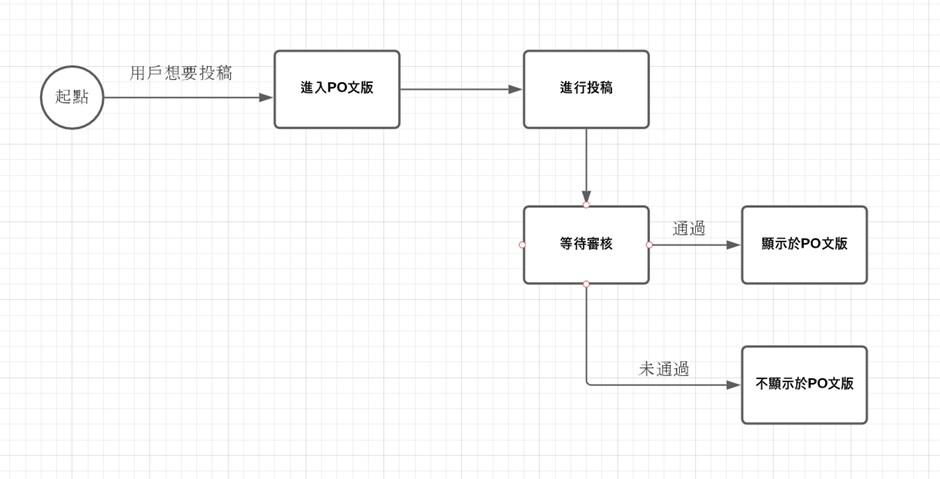 起點
用戶想要投稿
進入PO文版
進行投稿
等待審核
通過
顯示於PO文版
未通過
不顯示於PO文版